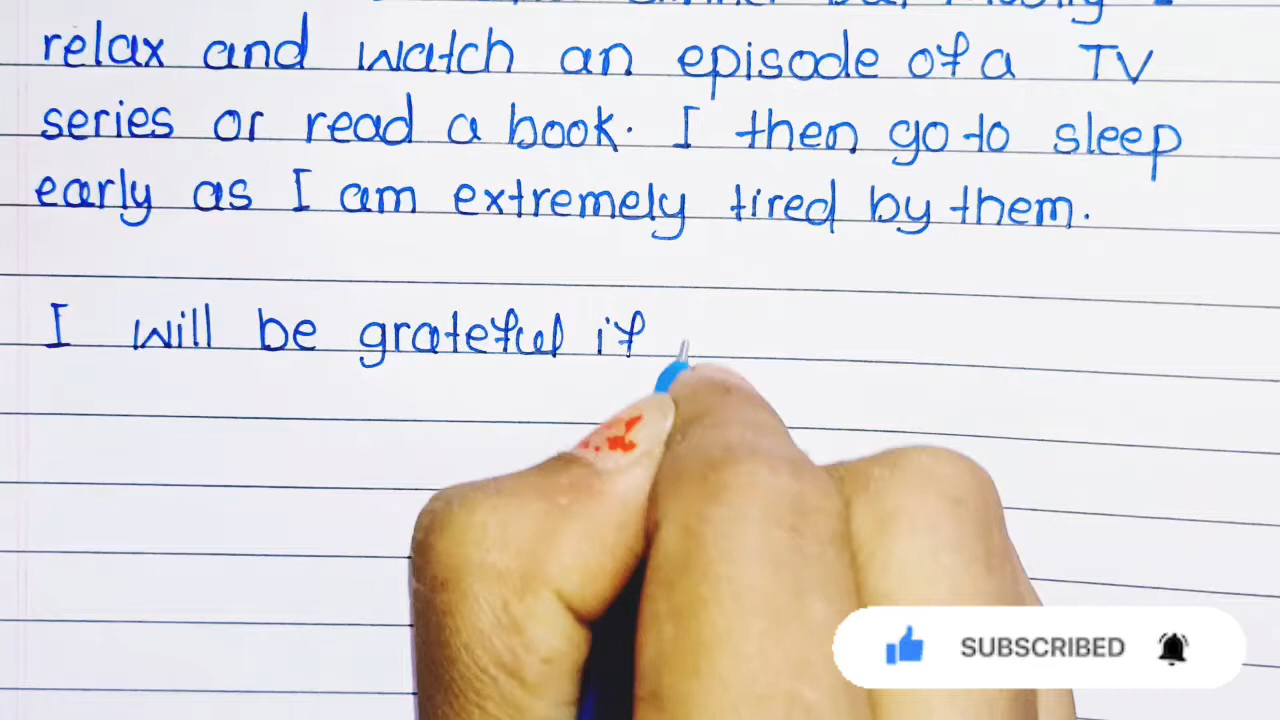 relax and watch an episode of a TV
series or read a book. I then go to sleep
early as I am extremely tired by them.
I will be grateful if
SUBSCRIBED